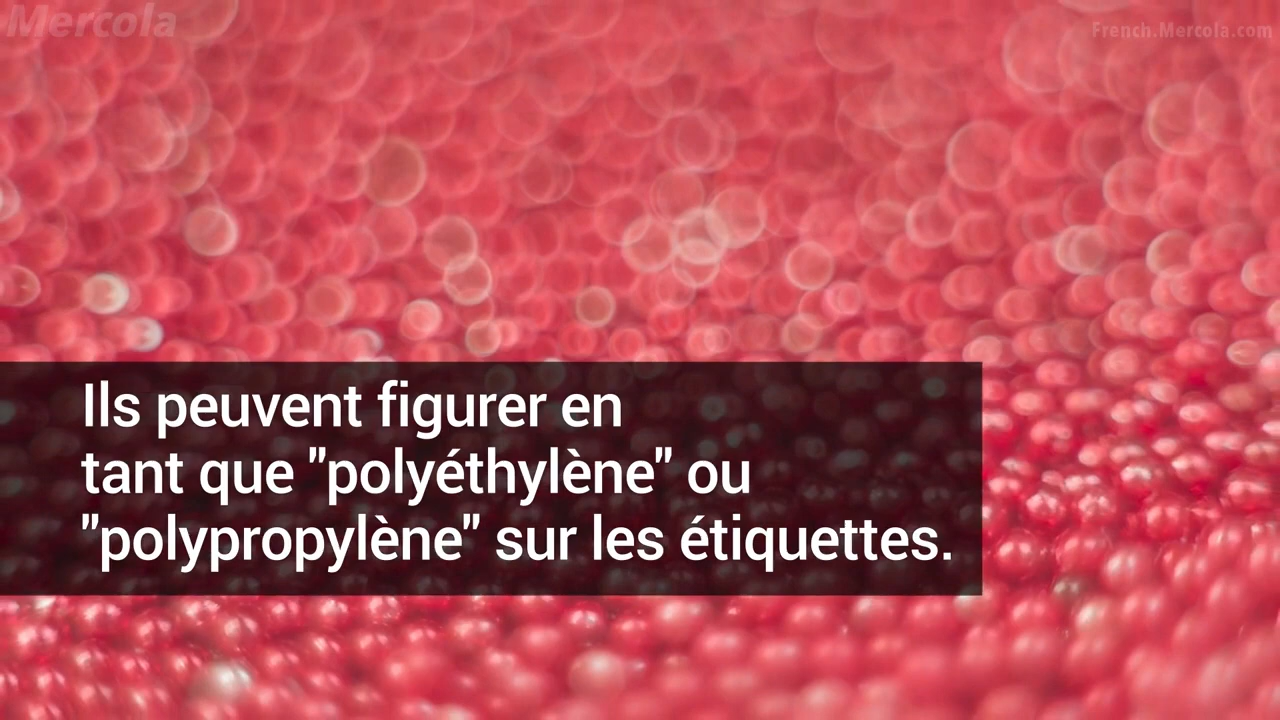 Mercola
French.Mercola.com
Ils peuvent figurer en
tant que "polyéthylène" ou
"polypropylène" sur les étiquettes.